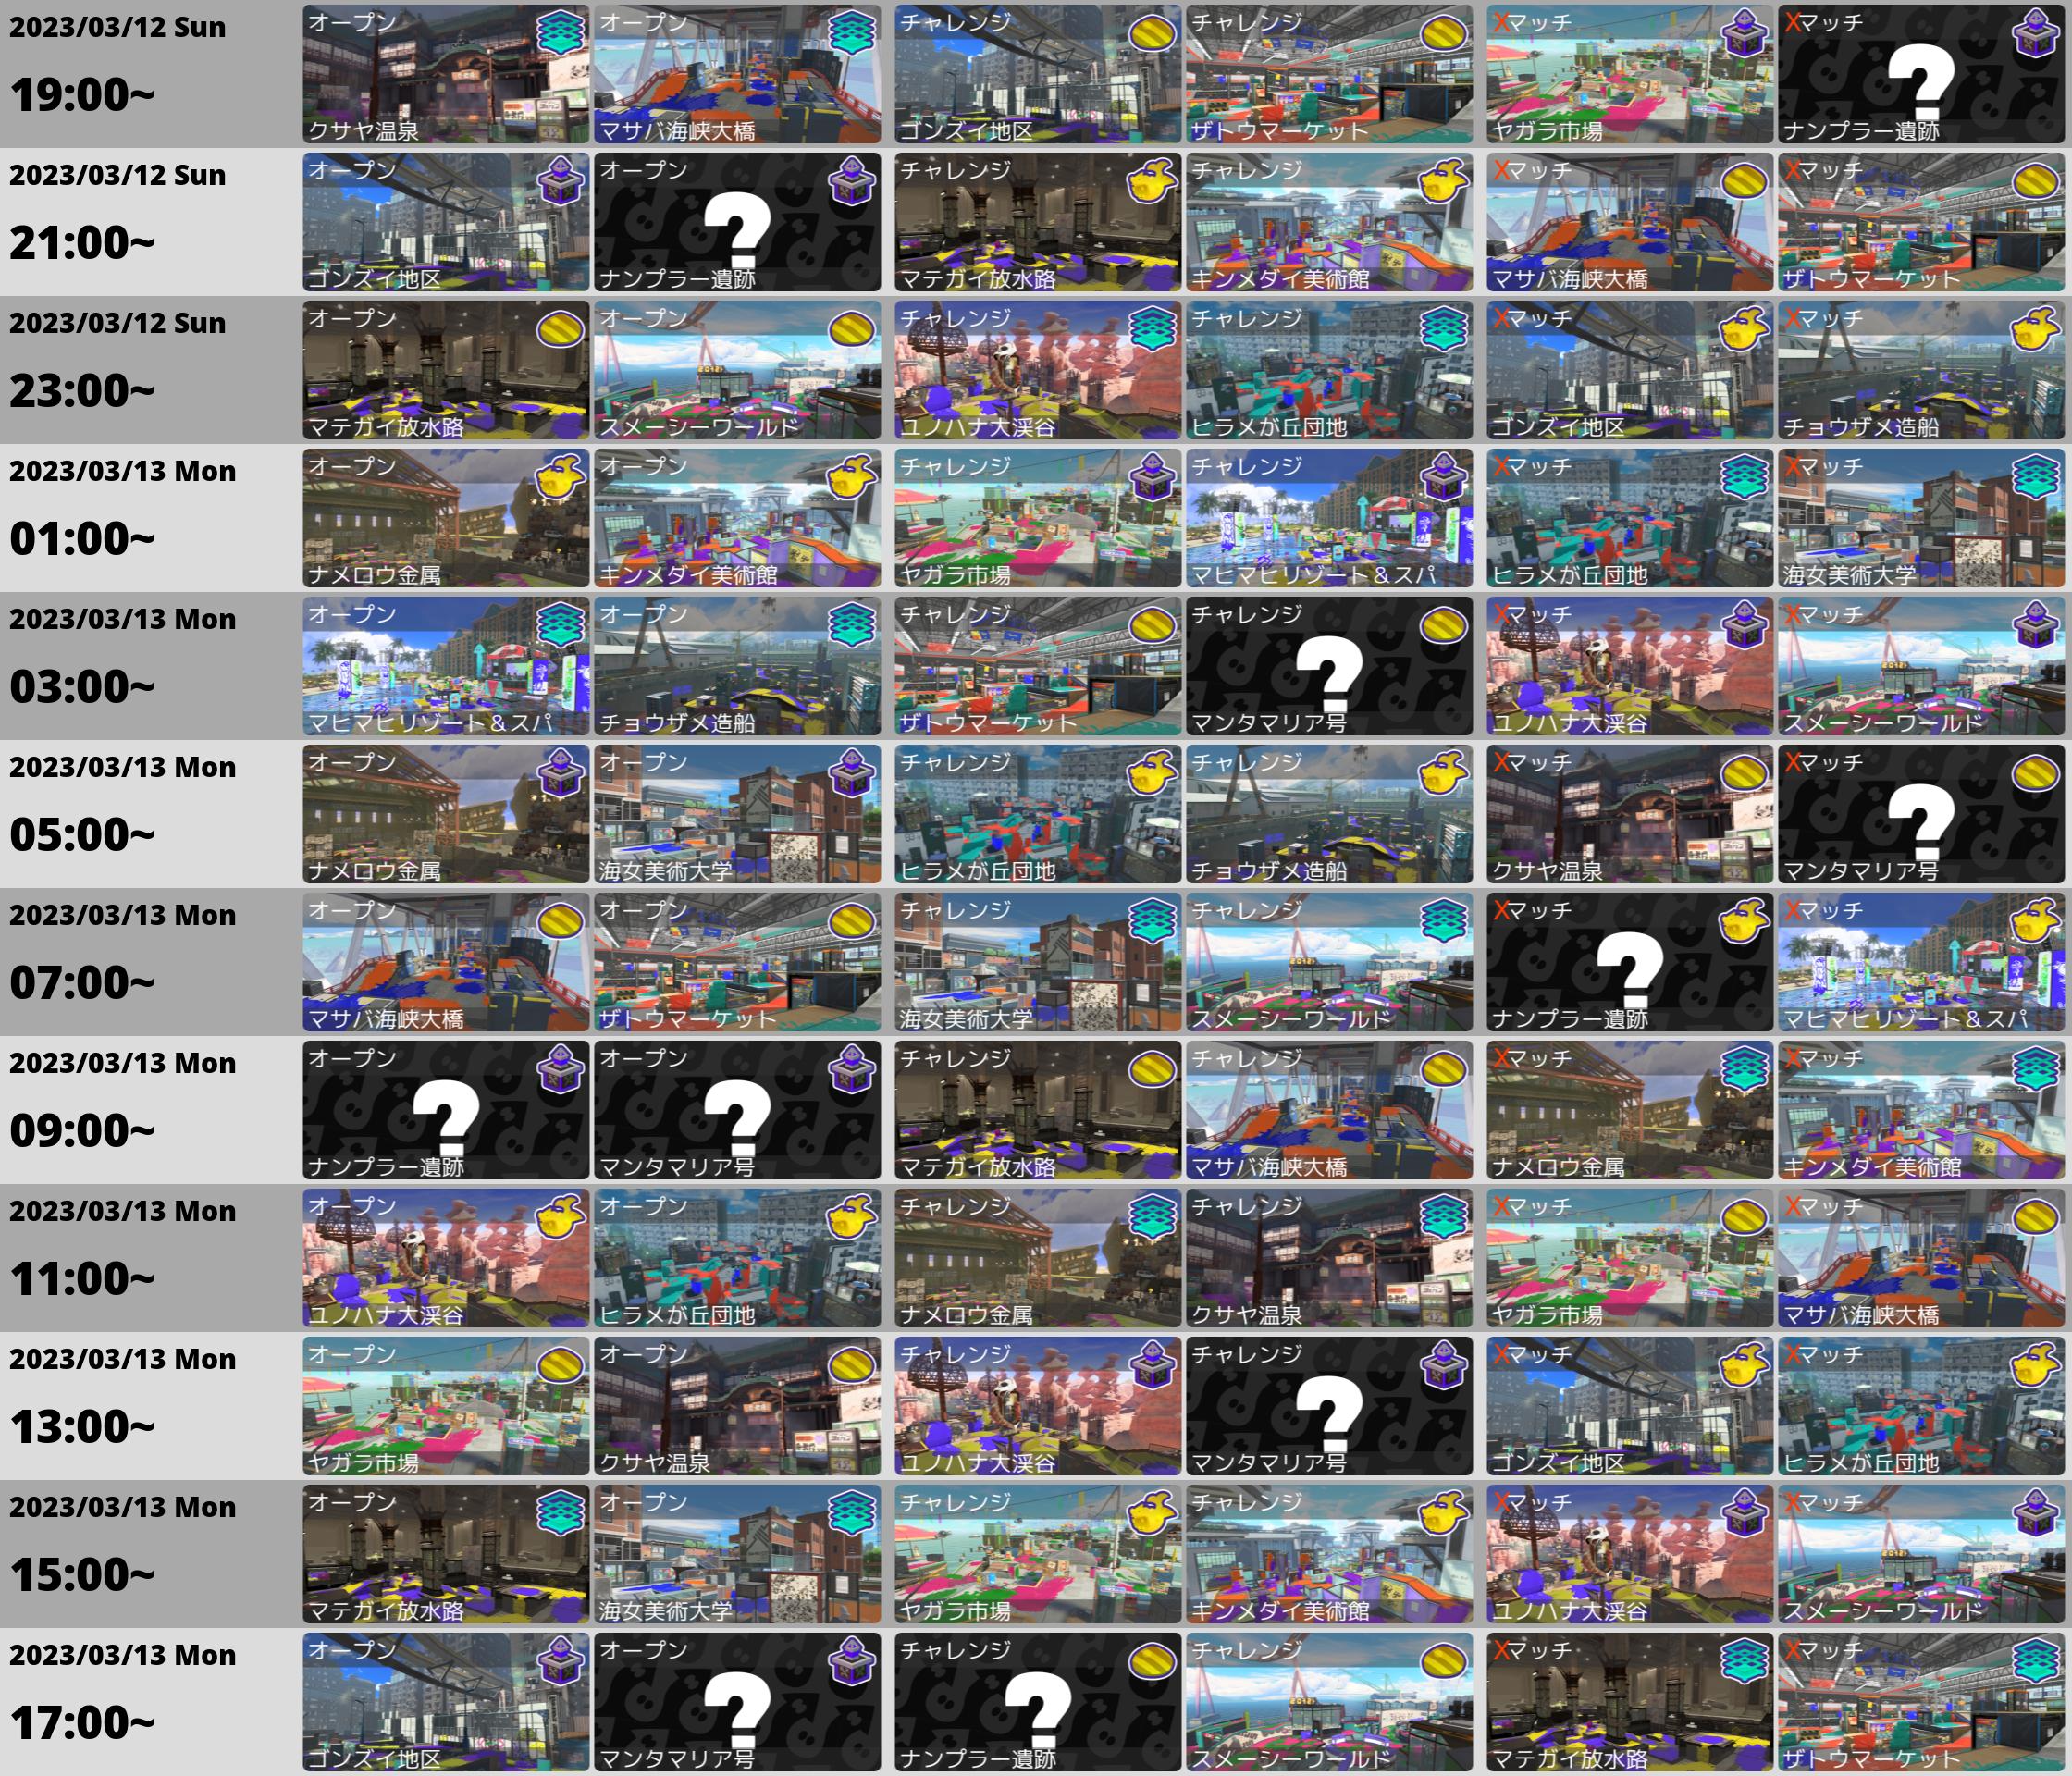 2023/03/12 Sun
19:00~
オープン
クサヤ温泉
オープン
マサバ海峡大橋
チャレンジ
ゴンズイ地区
チャレンジ
ザトウマーケット
Xマッチ
ヤガラ市場
Xマッチ
?
ナンプラー遺跡
2023/03/12 Sun
21:00~
オープン
ゴンズイ地区
オープン
?
ナンプラー遺跡
チャレンジ
マテガイ放水路
チャレンジ
キンメダイ美術館
Xマッチ
マサバ海峡大橋
Xマッチ
ザトウマーケット
2023/03/12 Sun
23:00~
オープン
マテガイ放水路
オープン
スメーシーワールド
チャレンジ
ユノハナ大渓谷
チャレンジ
ヒラメが丘団地
Xマッチ
ゴンズイ地区
Xマッチ
チョウザメ造船
2023/03/13 Mon
01:00~
オープン
ナメロウ金属
オープン
キンメダイ美術館
チャレンジ
ヤガラ市場
チャレンジ
マヒマヒリゾート＆スパ
Xマッチ
ヒラメが丘団地
Xマッチ
海女美術大学
2023/03/13 Mon
03:00~
オープン
マヒマヒリゾート＆スパ
オープン
チョウザメ造船
チャレンジ
ザトウマーケット
チャレンジ
?
マンタマリア号
Xマッチ
ユノハナ大渓谷
Xマッチ
スメーシーワールド
2023/03/13 Mon
05:00~
オープン
ナメロウ金属
オープン
海女美術大学
チャレンジ
ヒラメが丘団地
チャレンジ
チョウザメ造船
Xマッチ
クサヤ温泉
Xマッチ
?
マンタマリア号
2023/03/13 Mon
07:00~
オープン
マサバ海峡大橋
オープン
ザトウマーケット
チャレンジ
海女美術大学
チャレンジ
スメーシーワールド
Xマッチ
?
ナンプラー遺跡
Xマッチ
マヒマヒリゾート＆スパ
2023/03/13 Mon
09:00~
オープン
?
ナンプラー遺跡
オープン
?
マンタマリア号
チャレンジ
マテガイ放水路
チャレンジ
マサバ海峡大橋
Xマッチ
ナメロウ金属
Xマッチ
キンメダイ美術館
2023/03/13 Mon
11:00~
オープン
ユノハナ大渓谷
オープン
ヒラメが丘団地
チャレンジ
ナメロウ金属
チャレンジ
クサヤ温泉
Xマッチ
ヤガラ市場
Xマッチ
マサバ海峡大橋
2023/03/13 Mon
13:00~
オープン
ヤガラ市場
オープン
クサヤ温泉
チャレンジ
ユノハナ大渓谷
チャレンジ
?
マンタマリア号
Xマッチ
ゴンズイ地区
Xマッチ
ヒラメが丘団地
2023/03/13 Mon
15:00~
オープン
マテガイ放水路
オープン
海女美術大学
チャレンジ
ヤガラ市場
チャレンジ
キンメダイ美術館
Xマッチ
ユノハナ大渓谷
Xマッチ
スメーシーワールド
2023/03/13 Mon
17:00~
オープン
ゴンズイ地区
オープン
?
マンタマリア号
チャレンジ
?
ナンプラー遺跡
チャレンジ
スメーシーワールド
Xマッチ
マテガイ放水路
Xマッチ
ザトウマーケット